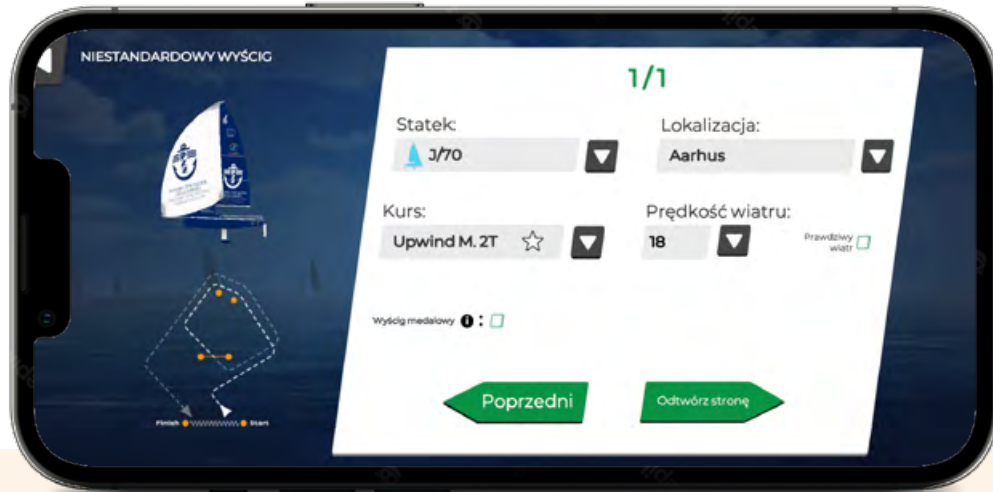 NIESTANDARDOWY WYŚCIG
1/1
Statek:
Lokalizacja:
J/70
Aarhus
Kurs:
Prędkość wiatru:
Upwind M. 2T
18
Prawdziwy
wiatr
Wyścig medalowy i :
Poprzedni
Odtwórz stronę
Finish
Start